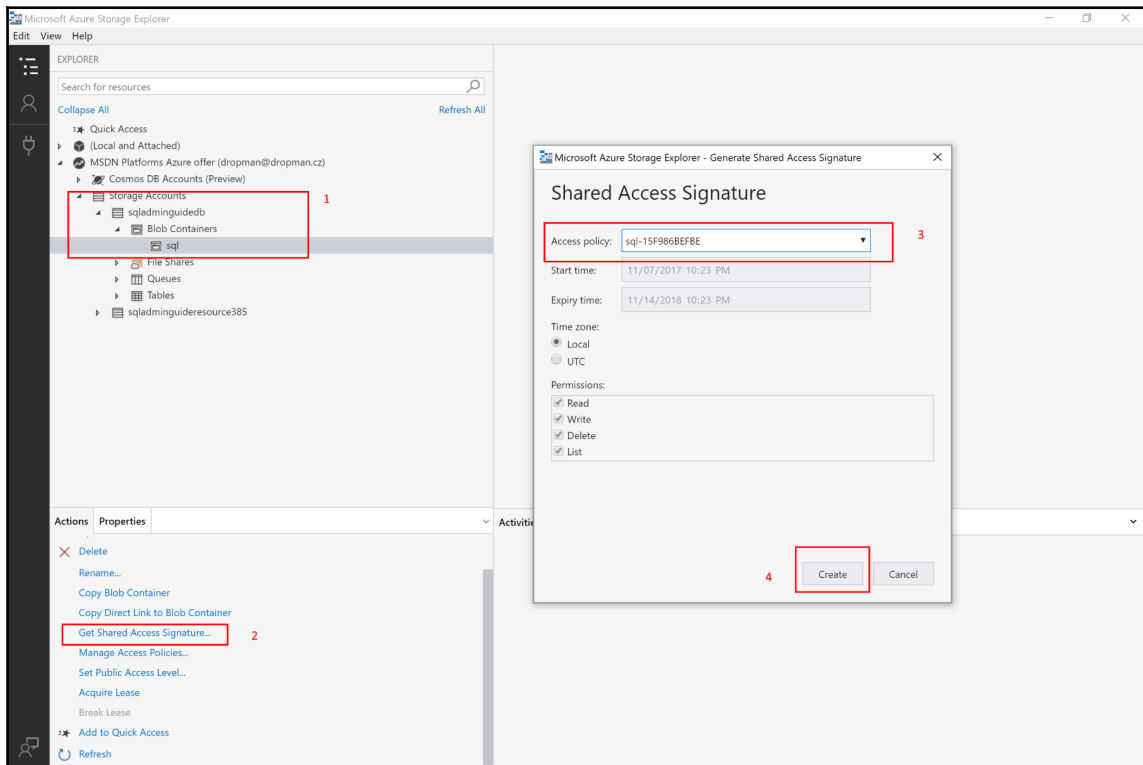 Microsoft Azure Storage Explorer
Edit View Help
EXPLORER
Search for resources
Collapse All
Refresh All
Quick Access
(Local and Attached)
MSDN Platforms Azure offer (dropman@dropman.cz)
Cosmos DB Accounts (Preview)
Storage Accounts
1
sqladminguidedb
Blob Containers
sql
File Shares
Queues
Tables
sqladminguideresource385
Microsoft Azure Storage Explorer - Generate Shared Access Signature
Shared Access Signature
Access policy: sql-15F986BEFBE
3
Start time: 11/07/2017 10:23 PM
Expiry time: 11/14/2018 10:23 PM
Time zone:
Local
UTC
Permissions:
Read
Write
Delete
List
4
Create
Cancel
Actions Properties
Activitie
Delete
Rename...
Copy Blob Container
Copy Direct Link to Blob Container
Get Shared Access Signature...
2
Manage Access Policies...
Set Public Access Level...
Acquire Lease
Break Lease
Add to Quick Access
Refresh